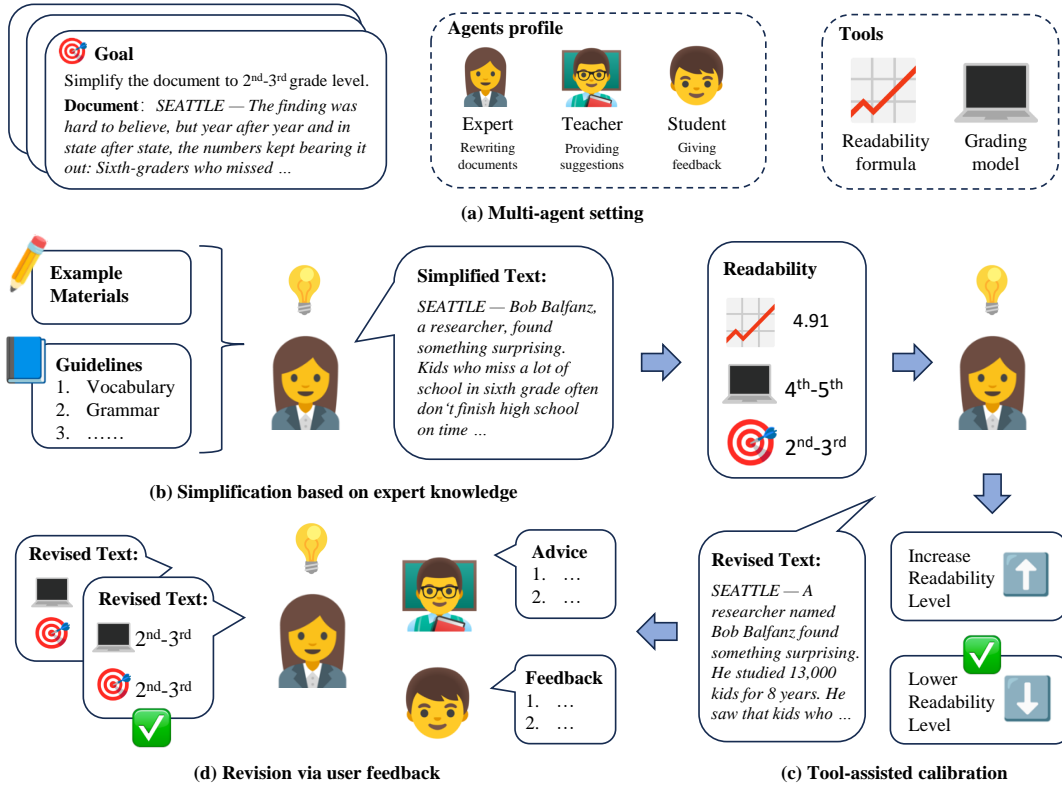 Goal
Simplify the document to 2nd-3rd grade level.
Document: SEATTLE — The finding was
hard to believe, but year after year and in
state after state, the numbers kept bearing it
out: Sixth-graders who missed …
Agents profile
Expert
Rewriting
documents
Teacher
Providing
suggestions
Student
Giving
feedback
Tools
Readability
formula
Grading
model
(a) Multi-agent setting
Example
Materials
Guidelines
1. Vocabulary
2. Grammar
3. ……
Simplified Text:
SEATTLE — Bob Balfanz,
a researcher, found
something surprising.
Kids who miss a lot of
school in sixth grade often
don‘t finish high school
on time …
Readability
4.91
4th-5th
2nd-3rd
(b) Simplification based on expert knowledge
Increase
Readability
Level
Lower
Readability
Level
Revised Text:
SEATTLE — A
researcher named
Bob Balfanz found
something surprising.
He studied 13,000
kids for 8 years. He
saw that kids who …
(c) Tool-assisted calibration
Advice
1. …
2. …
Feedback
1. …
2. …
Revised Text:
Revised Text:
2nd-3rd
2nd-3rd
(d) Revision via user feedback